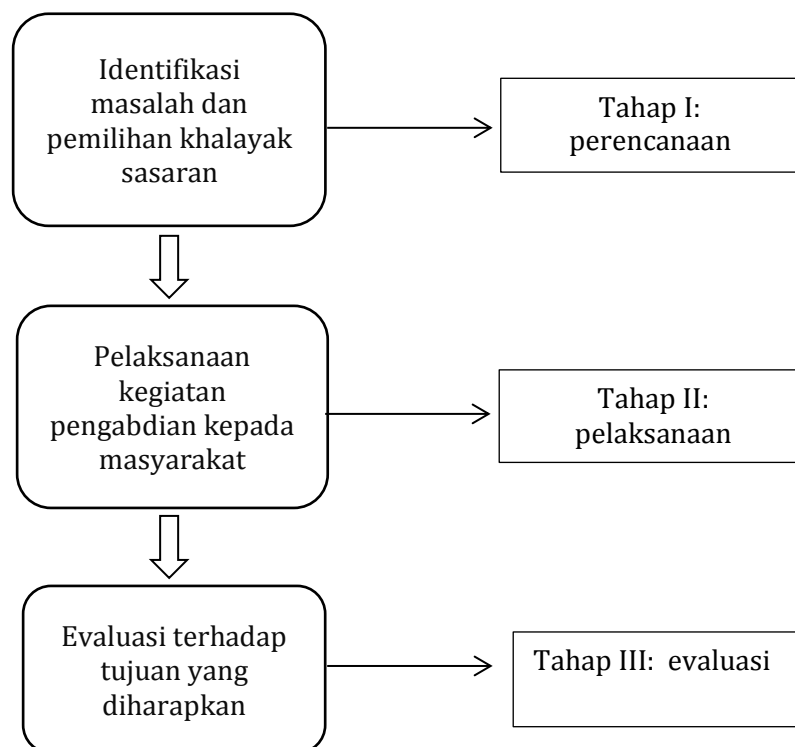 Identifikasi
masalah dan
pemilihan khalayak
sasaran
Tahap I:
perencanaan
Pelaksanaan
kegiatan
pengabdian kepada
masyarakat
Tahap II:
pelaksanaan
Evaluasi terhadap
tujuan yang
diharapkan
Tahap III:  evaluasi